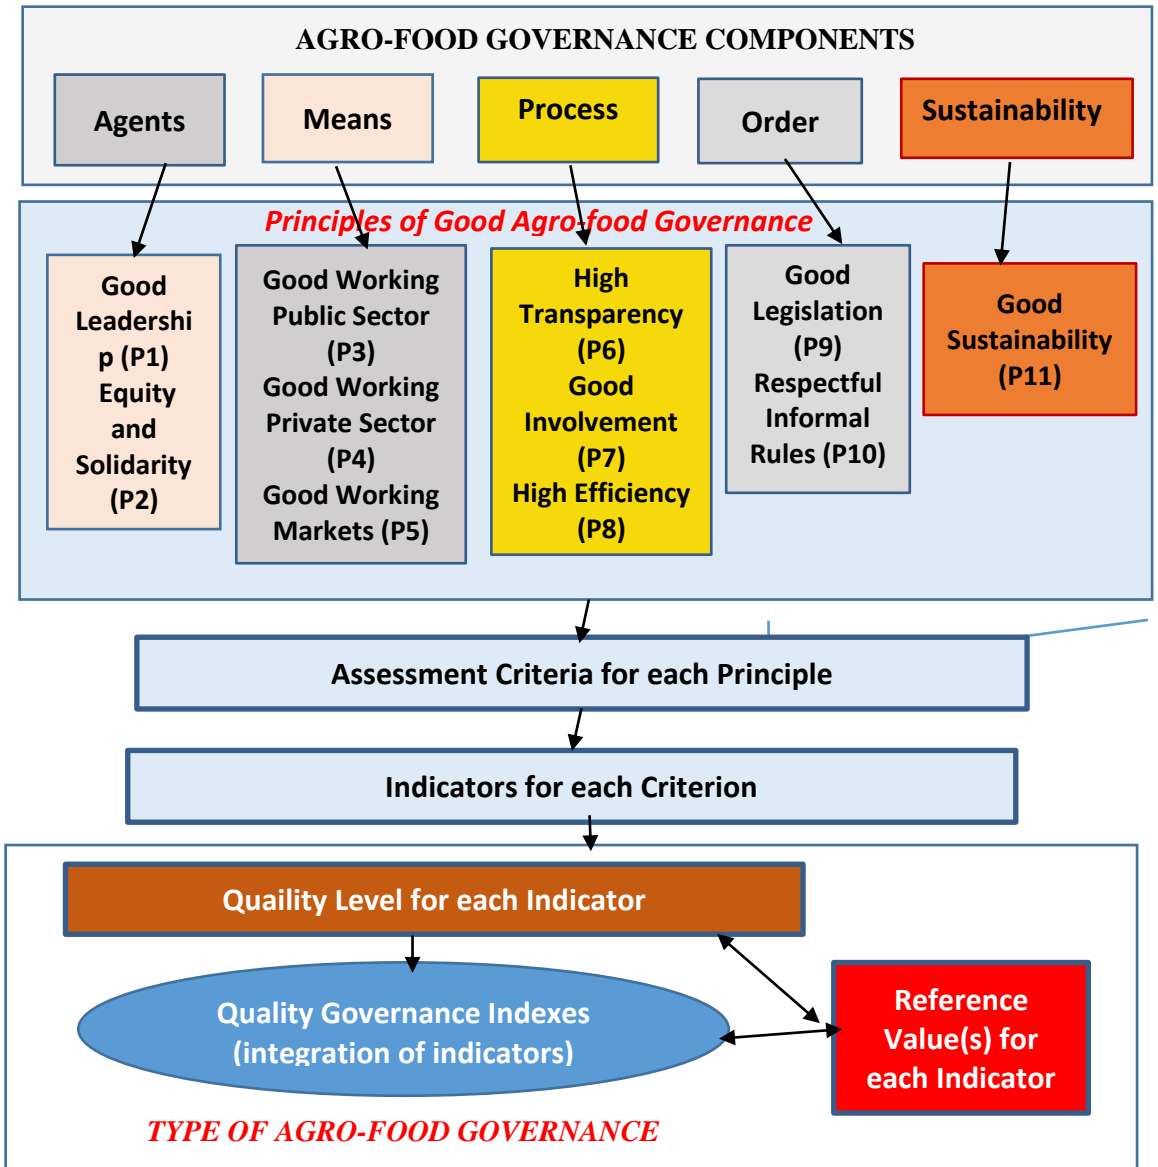 AGRO-FOOD GOVERNANCE COMPONENTS
Agents
Means
Process
Order
Sustainability
Principles of Good Agro-food Governance
Good
Leadershi
p (P1)
Equity
and
Solidarity
(P2)
Good Working
Public Sector
(P3)
Good Working
Private Sector
(P4)
Good Working
Markets (P5)
High
Transparency
(P6)
Good
Involvement
(P7)
High Efficiency
(P8)
Good
Legislation
(P9)
Respectful
Informal
Rules (P10)
Good
Sustainability
(P11)
Assessment Criteria for each Principle
Indicators for each Criterion
Quaility Level for each Indicator
Quality Governance Indexes
(integration of indicators)
Reference
Value(s) for
each Indicator
TYPE OF AGRO-FOOD GOVERNANCE